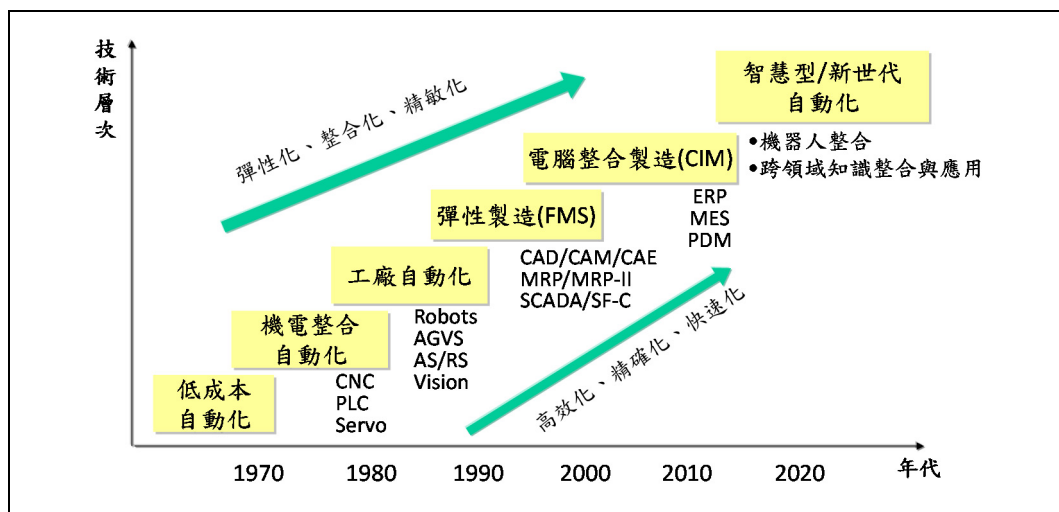 技術層次
彈性化、整合化、精敏化
智慧型/新世代
自動化
•機器人整合
•跨領域知識整合與應用
電腦整合製造(CIM)
ERP
MES
PDM
彈性製造(FMS)
CAD/CAM/CAE
MRP/MRP-II
SCADA/SF-C
工廠自動化
Robots
AGVS
AS/RS
Vision
機電整合
自動化
CNC
PLC
Servo
低成本
自動化
高效化、精確化、快速化
1970 1980 1990 2000 2010 2020 年代